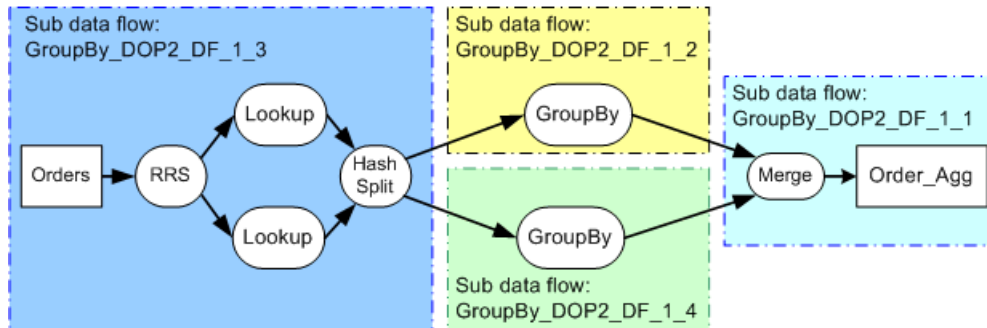 Sub data flow:
GroupBy_DOP2_DF_1_3
Orders
RRS
Lookup
Lookup
Hash
Split
Sub data flow:
GroupBy_DOP2_DF_1_2
GroupBy
GroupBy
Sub data flow:
GroupBy_DOP2_DF_1_4
Sub data flow:
GroupBy_DOP2_DF_1_1
Merge
Order_Agg